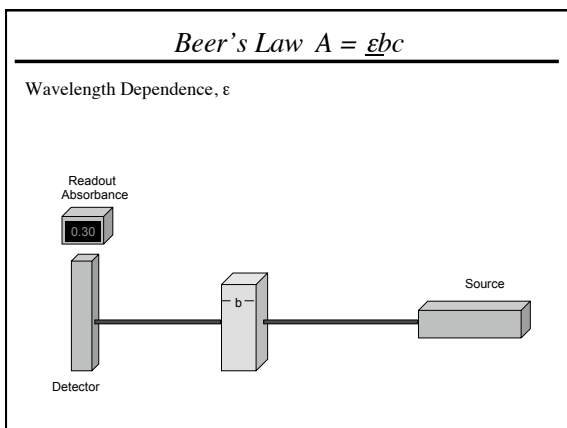 Beer's Law A = εbc
Wavelength Dependence, ε
Readout
Absorbance
0.30
b
Source
Detector